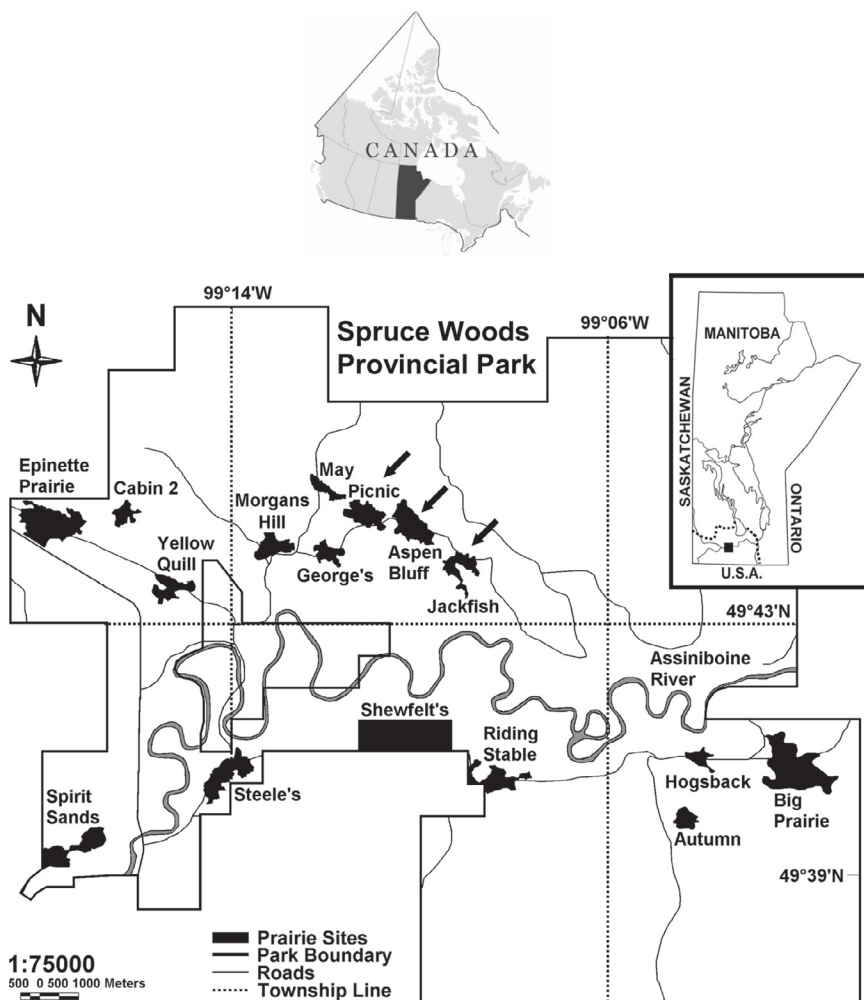 CANADA
99°14'W
N
Spruce Woods
Provincial Park
99°06'W
MANITOBA
SASKATCHEWAN
ONTARIO
U.S.A.
Epinette
Prairie
Cabin 2
May
Picnic
Morgans
Hill
Yellow
Quill
George's
Aspen
Bluff
Jackfish
49°43'N
Assiniboine
River
Shewfelt's
Riding
Stable
Hogsback
Big
Prairie
Steele's
Spirit
Sands
Autumn
49°39'N
Prairie Sites
Park Boundary
Roads
Township Line
1:75000
500 0 500 1000 Meters